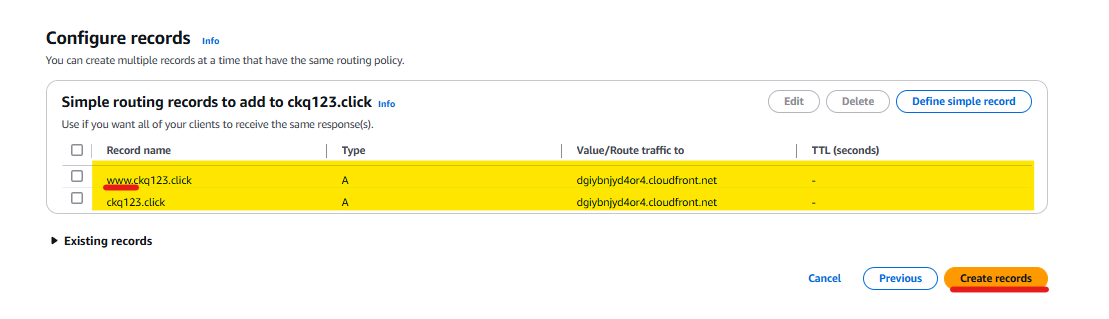 Configure records Info
You can create multiple records at a time that have the same routing policy.
Simple routing records to add to ckq123.click Info Edit Delete Define simple record
Use if you want all of your clients to receive the same response(s).
Record name Type Value/Route traffic to TTL (seconds)
www.ckq123.click A dgiybnjyd4or4.cloudfront.net -
ckq123.click A dgiybnjyd4or4.cloudfront.net -
Existing records
Cancel Previous Create records